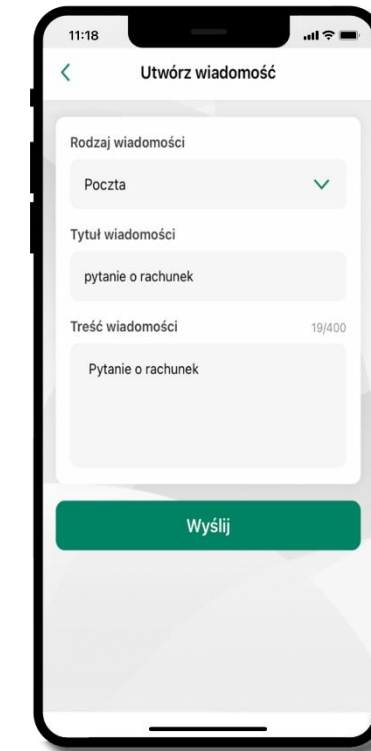 11:18
Utwórz wiadomość
Rodzaj wiadomości
Poczta
Tytuł wiadomości
pytanie o rachunek
Treść wiadomości 19/400
Pytanie o rachunek
Wyślij